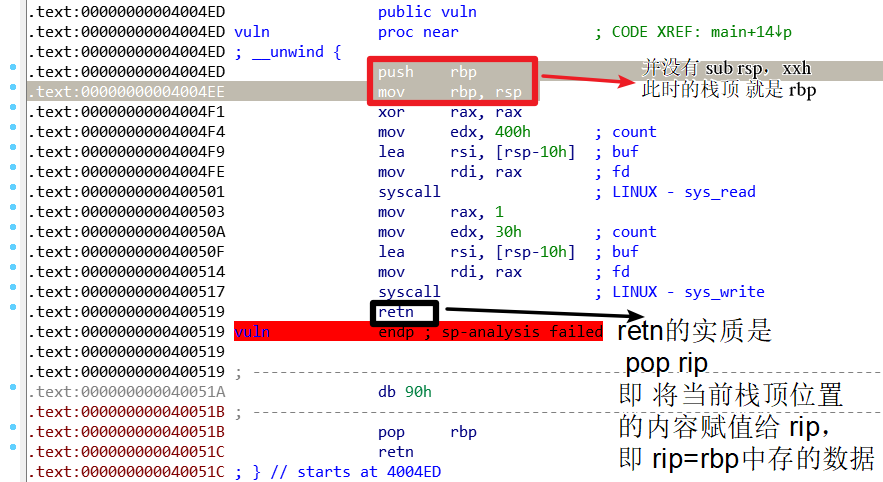 .text:00000000004004ED public vuln
.text:00000000004004ED vuln proc near ; CODE XREF: main+14↓p
.text:00000000004004ED ; __unwind {
.text:00000000004004ED push rbp
.text:00000000004004EE mov rbp, rsp
并没有 sub rsp，xxh
此时的栈顶 就是 rbp
.text:00000000004004F1 xor rax, rax
.text:00000000004004F4 mov edx, 400h ; count
.text:00000000004004F9 lea rsi, [rsp-10h] ; buf
.text:00000000004004FE mov rdi, rax ; fd
.text:0000000000400501 syscall ; LINUX - sys_read
.text:0000000000400503 mov rax, 1
.text:000000000040050A mov edx, 30h ; count
.text:000000000040050F lea rsi, [rsp-10h] ; buf
.text:0000000000400514 mov rdi, rax ; fd
.text:0000000000400517 syscall ; LINUX - sys_write
.text:0000000000400519 retn
.text:0000000000400519 vuln endp ; sp-analysis failed
.text:0000000000400519
.text:0000000000400519 ; ---------------------------------------------------------------------------
.text:000000000040051A db 90h
.text:000000000040051B ; ---------------------------------------------------------------------------
.text:000000000040051B pop rbp
.text:000000000040051C retn
.text:000000000040051C ; } // starts at 4004ED
retn的实质是
pop rip
即 将当前栈顶位置
的内容赋值给 rip，
即 rip=rbp中存的数据